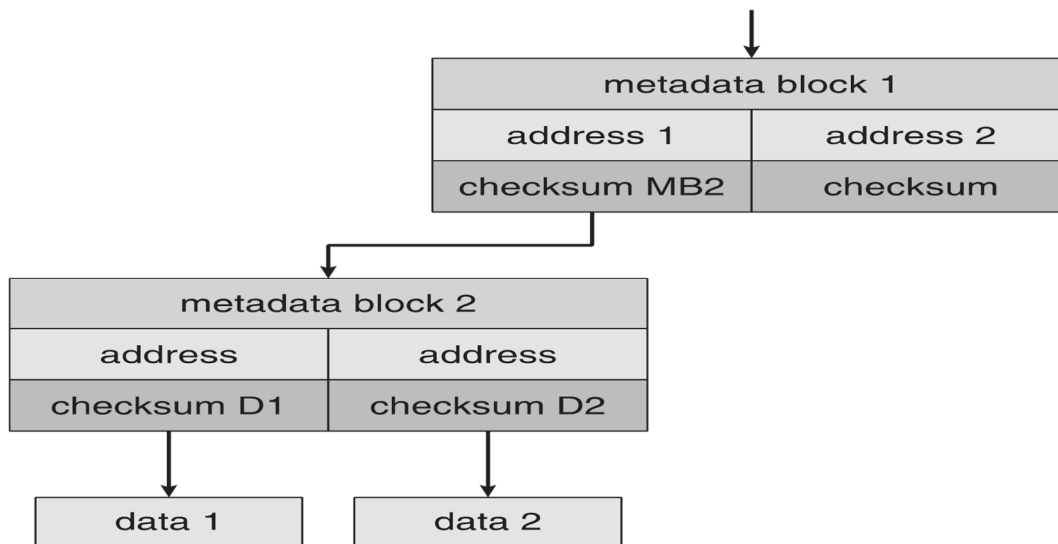 metadata block 1
address 1 address 2
checksum MB2 checksum
metadata block 2
address address
checksum D1 checksum D2
data 1 data 2